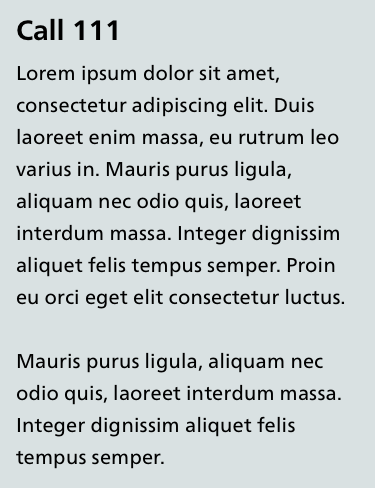 Call 111
Lorem ipsum dolor sit amet,
consectetur adipiscing elit. Duis
laoreet enim massa, eu rutrum leo
varius in. Mauris purus ligula,
aliquam nec odio quis, laoreet
interdum massa. Integer dignissim
aliquet felis tempus semper. Proin
eu orci eget elit consectetur luctus.
Mauris purus ligula, aliquam nec
odio quis, laoreet interdum massa.
Integer dignissim aliquet felis
tempus semper.